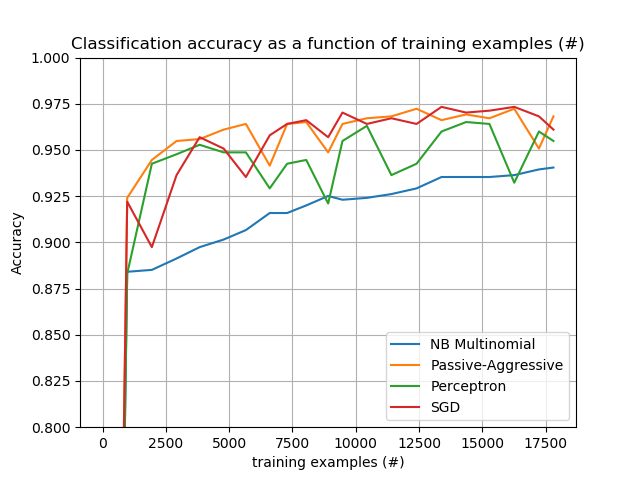 Classification accuracy as a function of training examples (#)
1.000
0.975
0.950
0.925
0.900
0.875
0.850
0.825
0.800
Accuracy
NB Multinomial
Passive-Aggressive
Perceptron
SGD
0 2500 5000 7500 10000 12500 15000 17500
training examples (#)